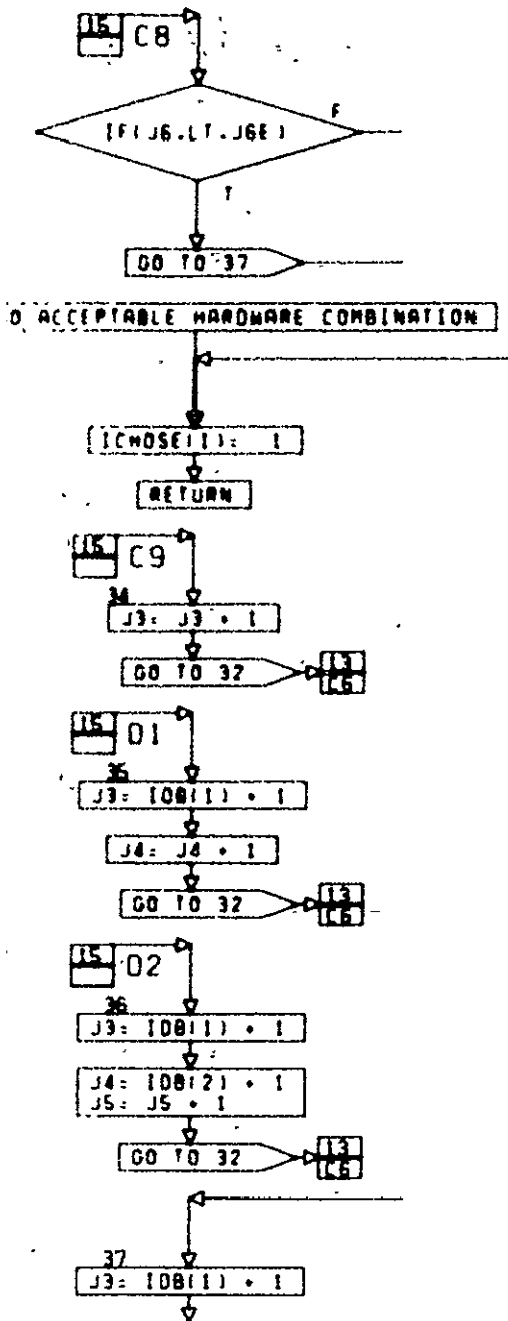 15 C8
F
IF(J6.LT.J6E)
T
GO TO 37
O ACCEPTABLE HARDWARE COMBINATION
ICHOSE(I): 1
RETURN
15 C9
34
J3= J3 + 1
GO TO 32 13
C6
15 D1
35
J3= IDB(1) + 1
J4= J4 + 1
GO TO 32 13
C6
15 D2
36
J3= IDB(1) + 1
J4= IDB(2) + 1
J5= J5 + 1
GO TO 32 13
C6
37
J3= IDB(1) + 1